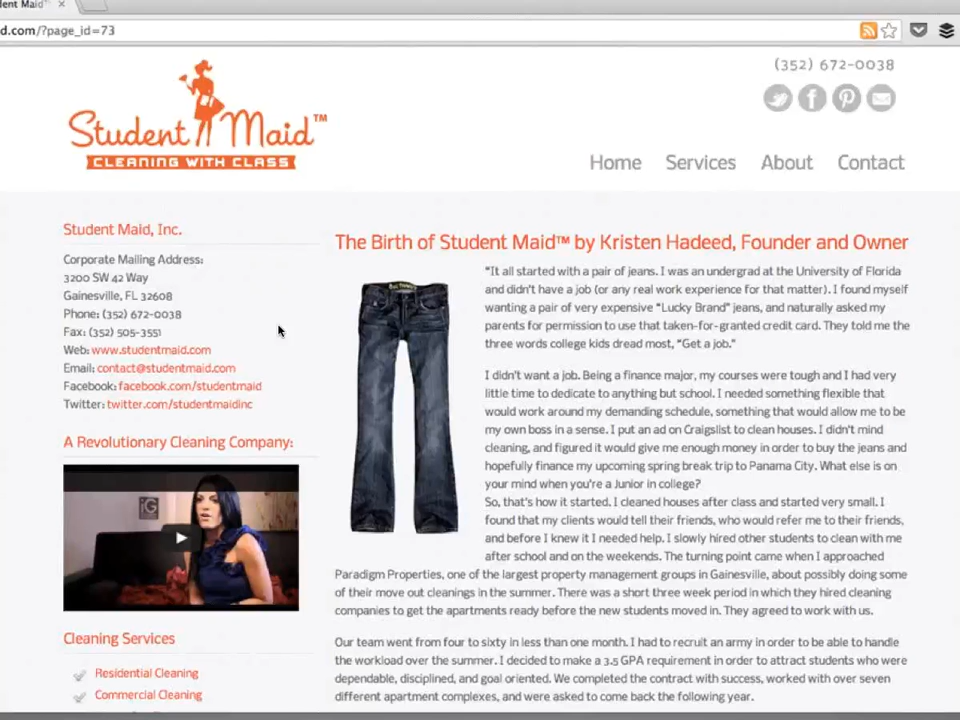 d.com/?page_id=73
(352) 672-0038
Student Maid™
CLEANING WITH CLASS
Home Services About Contact
Student Maid, Inc.
Corporate Mailing Address:
3200 SW 42 Way
Gainesville, FL 32608
Phone: (352) 672-0038
Fax: (352) 505-3551
Web: www.studentmaid.com
Email: contact@studentmaid.com
Facebook: facebook.com/studentmaid
Twitter: twitter.com/studentmaidinc
A Revolutionary Cleaning Company:
iG
Cleaning Services
Residential Cleaning
Commercial Cleaning
The Birth of Student Maid™ by Kristen Hadeed, Founder and Owner
“It all started with a pair of jeans. I was an undergrad at the University of Florida
and didn’t have a job (or any real work experience for that matter). I found myself
wanting a pair of very expensive “Lucky Brand” jeans, and naturally asked my
parents for permission to use that taken-for-granted credit card. They told me the
three words college kids dread most, “Get a job.”
I didn’t want a job. Being a finance major, my courses were tough and I had very
little time to dedicate to anything but school. I needed something flexible that
would work around my demanding schedule, something that would allow me to be
my own boss in a sense. I put an ad on Craigslist to clean houses. I didn’t mind
cleaning, and figured it would give me enough money in order to buy the jeans and
hopefully finance my upcoming spring break trip to Panama City. What else is on
your mind when you’re a Junior in college?
So, that’s how it started. I cleaned houses after class and started very small. I
found that my clients would tell their friends, who would refer me to their friends,
and before I knew it I needed help. I slowly hired other students to clean with me
after school and on the weekends. The turning point came when I approached
Paradigm Properties, one of the largest property management groups in Gainesville, about possibly doing some
of their move out cleanings in the summer. There was a short three week period in which they hired cleaning
companies to get the apartments ready before the new students moved in. They agreed to work with us.
Our team went from four to sixty in less than one month. I had to recruit an army in order to be able to handle
the workload over the summer. I decided to make a 3.5 GPA requirement in order to attract students who were
dependable, disciplined, and goal oriented. We completed the contract with success, worked with over seven
different apartment complexes, and were asked to come back the following year.